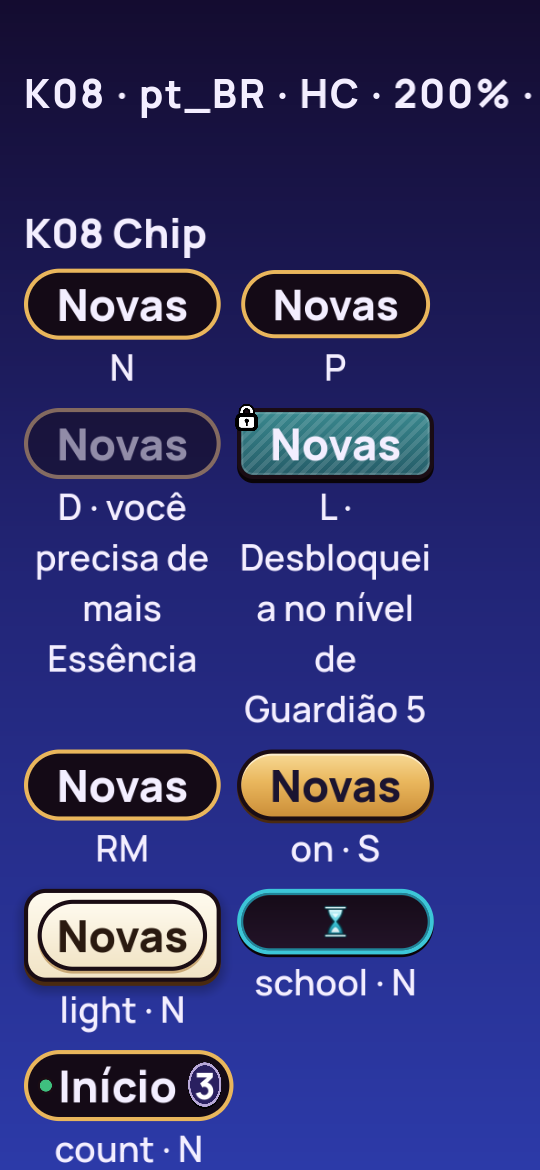 K08 · pt_BR · HC · 200% ·
K08 Chip
Novas
Novas
N
P
Novas
Novas
D · você
precisa de
mais
Essência
L ·
Desbloquei
a no nível
de
Guardião 5
Novas
Novas
RM
on · S
Novas
light · N
school · N
Início 3
count · N